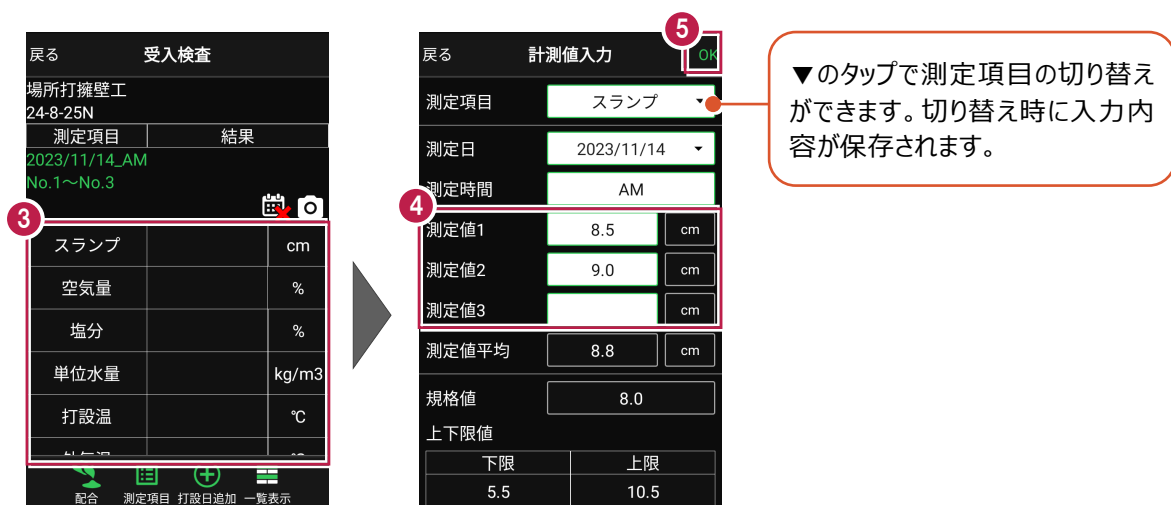 戻る 受入検査
場所打擁壁工
24-8-25N
測定項目 結果
2023/11/14_AM
No.1～No.3
3
スランプ cm
空気量 %
塩分 %
単位水量 kg/m3
打設温 ℃
配合 測定項目 打設日追加 一覧表示
5
戻る 計測値入力 OK
測定項目 スランプ
測定日 2023/11/14
測定時間 AM
4
測定値1 8.5 cm
測定値2 9.0 cm
測定値3 cm
測定値平均 8.8 cm
規格値 8.0
上下限値
下限 上限
5.5 10.5
▼のタップで測定項目の切り替え
ができます。切り替え時に入力内
容が保存されます。